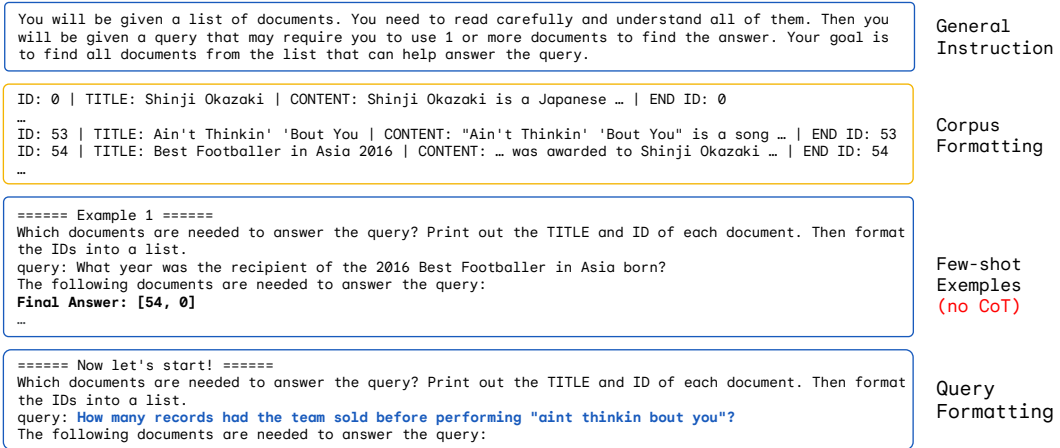 You will be given a list of documents. You need to read carefully and understand all of them. Then you
will be given a query that may require you to use 1 or more documents to find the answer. Your goal is
to find all documents from the list that can help answer the query.
General
Instruction
ID: 0 | TITLE: Shinji Okazaki | CONTENT: Shinji Okazaki is a Japanese … | END ID: 0
…
ID: 53 | TITLE: Ain't Thinkin' 'Bout You | CONTENT: "Ain't Thinkin' 'Bout You" is a song … | END ID: 53
ID: 54 | TITLE: Best Footballer in Asia 2016 | CONTENT: … was awarded to Shinji Okazaki … | END ID: 54
…
Corpus
Formatting
====== Example 1 ======
Which documents are needed to answer the query? Print out the TITLE and ID of each document. Then format
the IDs into a list.
query: What year was the recipient of the 2016 Best Footballer in Asia born?
The following documents are needed to answer the query:
Final Answer: [54, 0]
…
Few-shot
Exemples
(no CoT)
====== Now let's start! ======
Which documents are needed to answer the query? Print out the TITLE and ID of each document. Then format
the IDs into a list.
query: How many records had the team sold before performing "aint thinkin bout you"?
The following documents are needed to answer the query:
Query
Formatting